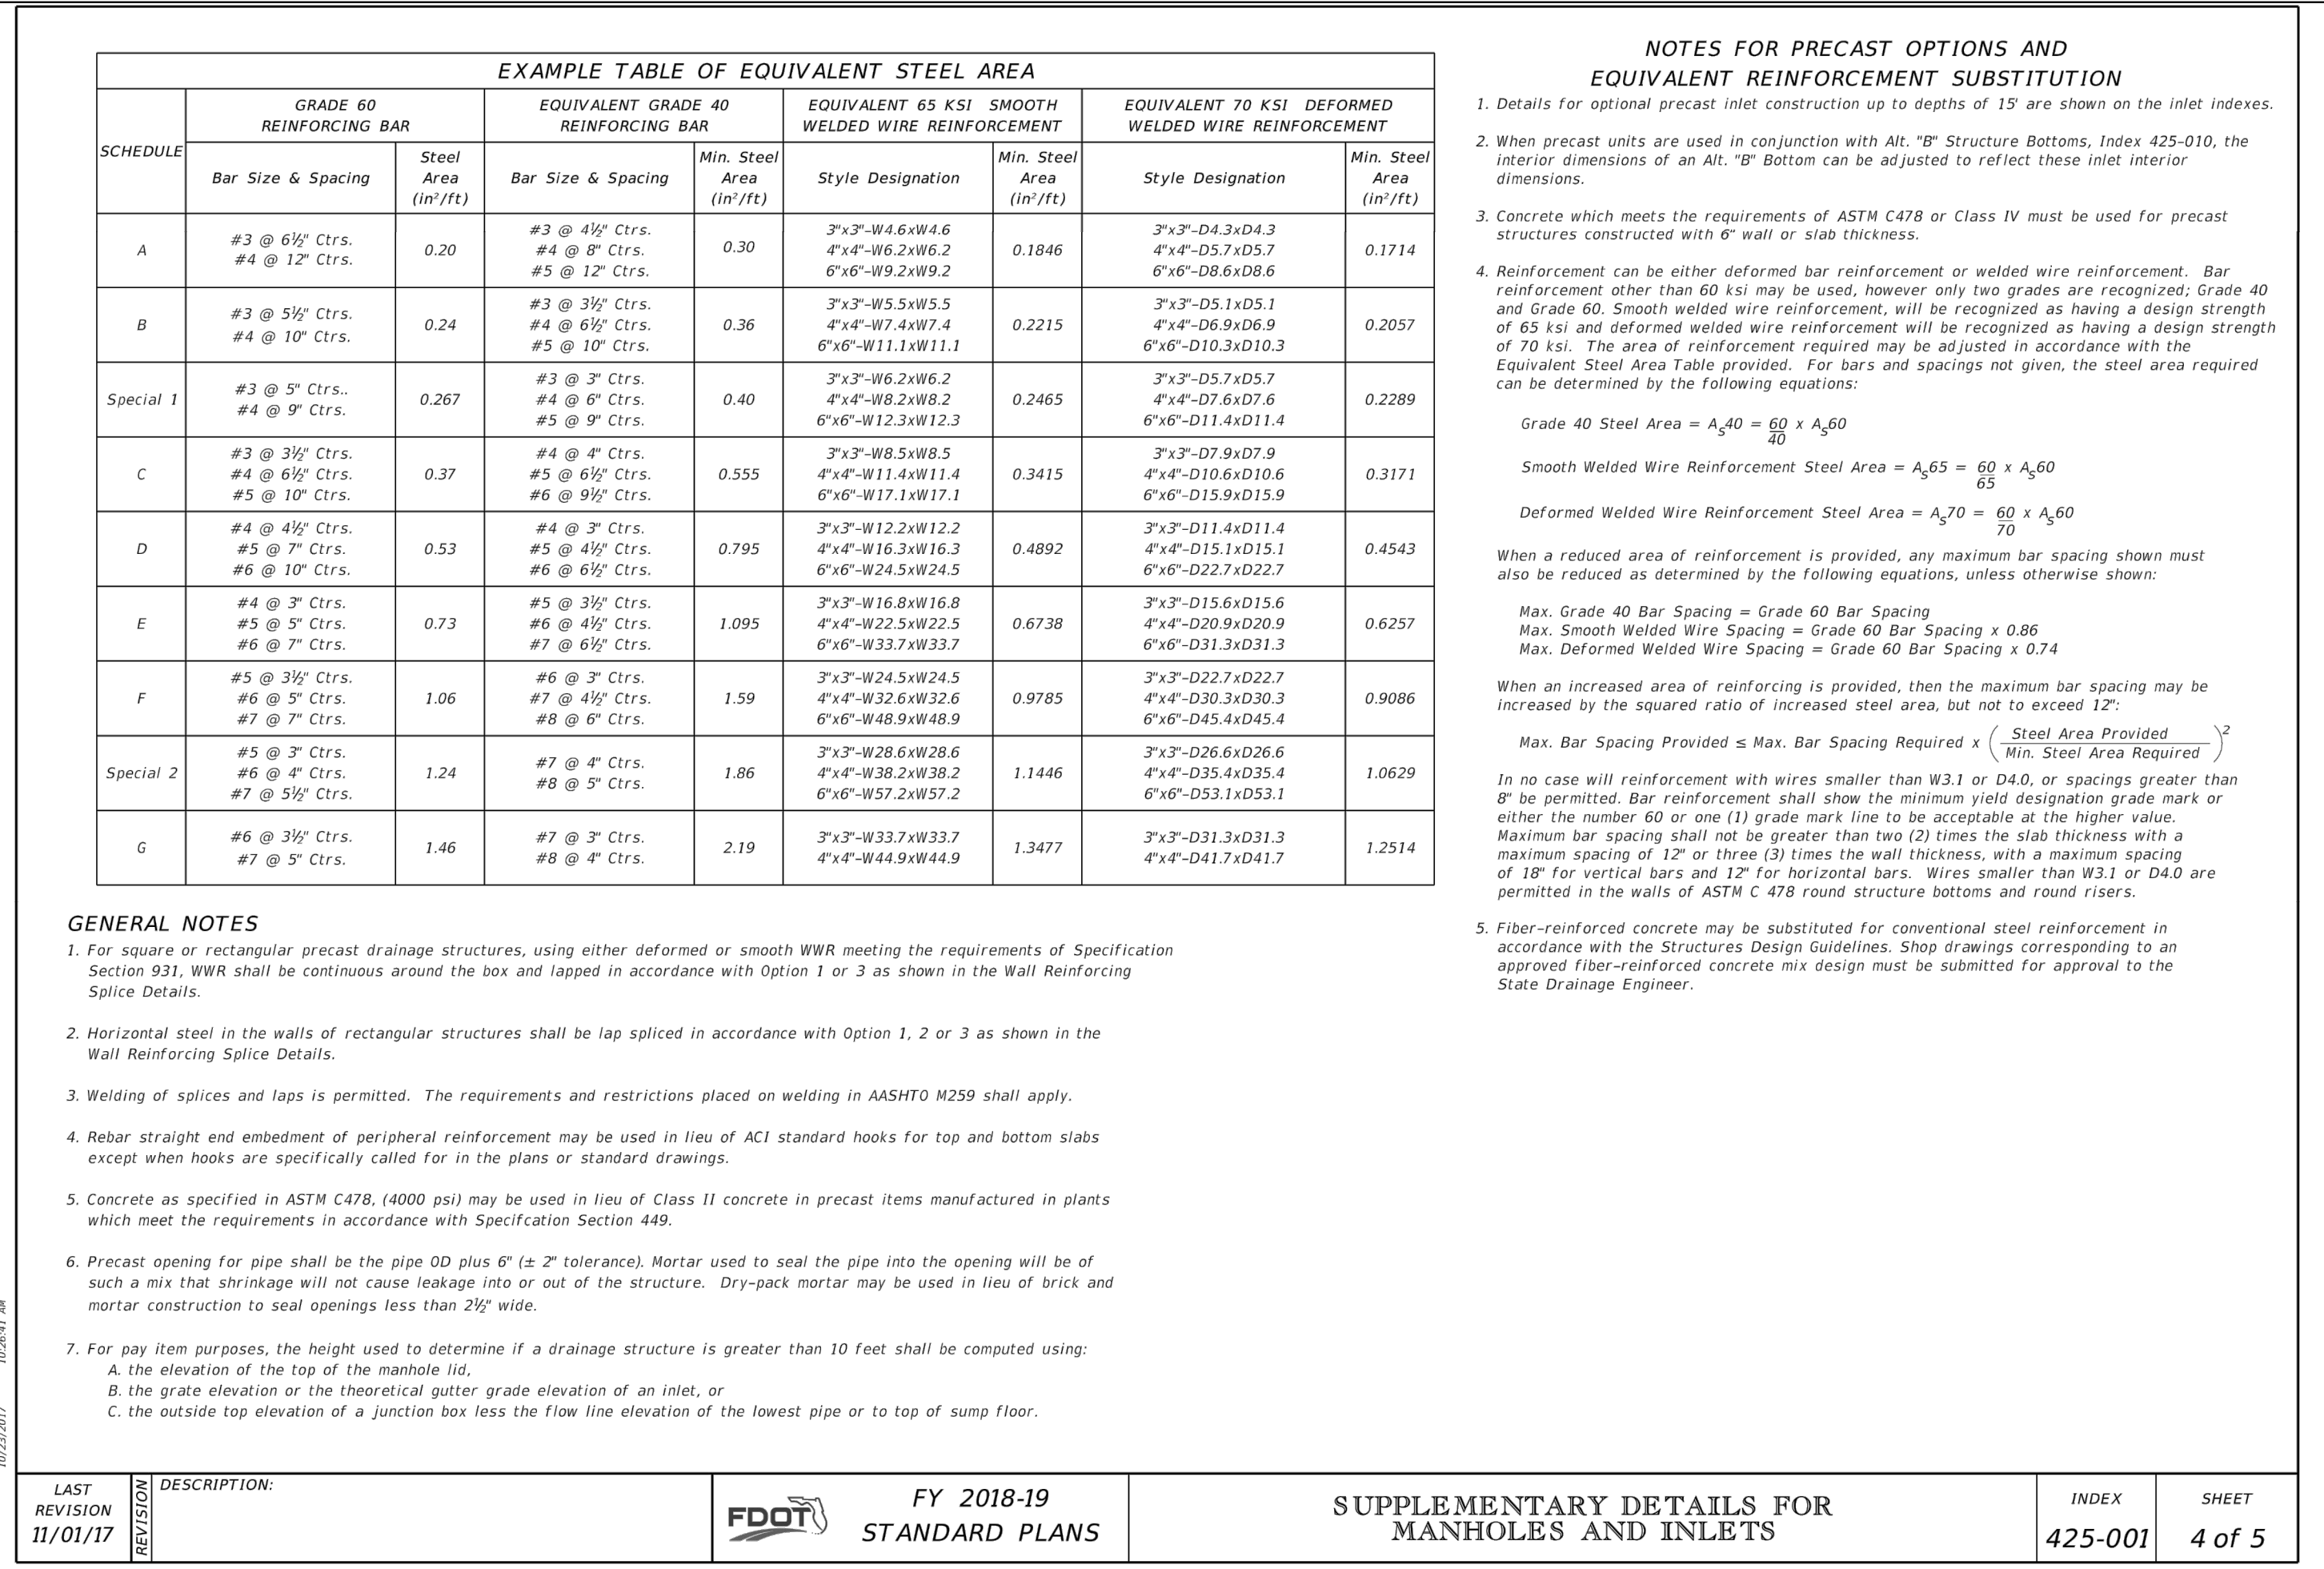 EXAMPLE TABLE OF EQUIVALENT STEEL AREA
SCHEDULE
GRADE 60
REINFORCING BAR
EQUIVALENT GRADE 40
REINFORCING BAR
EQUIVALENT 65 KSI SMOOTH
WELDED WIRE REINFORCEMENT
EQUIVALENT 70 KSI DEFORMED
WELDED WIRE REINFORCEMENT
Bar Size & Spacing
Steel
Area
(in²/ft)
Bar Size & Spacing
Min. Steel
Area
(in²/ft)
Style Designation
Min. Steel
Area
(in²/ft)
Style Designation
Min. Steel
Area
(in²/ft)
A
#3 @ 6½" Ctrs.
#4 @ 12" Ctrs.
0.20
#3 @ 4½" Ctrs.
#4 @ 8" Ctrs.
#5 @ 12" Ctrs.
0.30
3"x3"–W4.6xW4.6
4"x4"–W6.2xW6.2
6"x6"–W9.2xW9.2
0.1846
3"x3"–D4.3xD4.3
4"x4"–D5.7xD5.7
6"x6"–D8.6xD8.6
0.1714
B
#3 @ 5½" Ctrs.
#4 @ 10" Ctrs.
0.24
#3 @ 3½" Ctrs.
#4 @ 6½" Ctrs.
#5 @ 10" Ctrs.
0.36
3"x3"–W5.5xW5.5
4"x4"–W7.4xW7.4
6"x6"–W11.1xW11.1
0.2215
3"x3"–D5.1xD5.1
4"x4"–D6.9xD6.9
6"x6"–D10.3xD10.3
0.2057
Special 1
#3 @ 5" Ctrs..
#4 @ 9" Ctrs.
0.267
#3 @ 3" Ctrs.
#4 @ 6" Ctrs.
#5 @ 9" Ctrs.
0.40
3"x3"–W6.2xW6.2
4"x4"–W8.2xW8.2
6"x6"–W12.3xW12.3
0.2465
3"x3"–D5.7xD5.7
4"x4"–D7.6xD7.6
6"x6"–D11.4xD11.4
0.2289
C
#3 @ 3½" Ctrs.
#4 @ 6½" Ctrs.
#5 @ 10" Ctrs.
0.37
#4 @ 4" Ctrs.
#5 @ 6½" Ctrs.
#6 @ 9½" Ctrs.
0.555
3"x3"–W8.5xW8.5
4"x4"–W11.4xW11.4
6"x6"–W17.1xW17.1
0.3415
3"x3"–D7.9xD7.9
4"x4"–D10.6xD10.6
6"x6"–D15.9xD15.9
0.3171
D
#4 @ 4½" Ctrs.
#5 @ 7" Ctrs.
#6 @ 10" Ctrs.
0.53
#4 @ 3" Ctrs.
#5 @ 4½" Ctrs.
#6 @ 6½" Ctrs.
0.795
3"x3"–W12.2xW12.2
4"x4"–W16.3xW16.3
6"x6"–W24.5xW24.5
0.4892
3"x3"–D11.4xD11.4
4"x4"–D15.1xD15.1
6"x6"–D22.7xD22.7
0.4543
E
#4 @ 3" Ctrs.
#5 @ 5" Ctrs.
#6 @ 7" Ctrs.
0.73
#5 @ 3½" Ctrs.
#6 @ 4½" Ctrs.
#7 @ 6½" Ctrs.
1.095
3"x3"–W16.8xW16.8
4"x4"–W22.5xW22.5
6"x6"–W33.7xW33.7
0.6738
3"x3"–D15.6xD15.6
4"x4"–D20.9xD20.9
6"x6"–D31.3xD31.3
0.6257
F
#5 @ 3½" Ctrs.
#6 @ 5" Ctrs.
#7 @ 7" Ctrs.
1.06
#6 @ 3" Ctrs.
#7 @ 4½" Ctrs.
#8 @ 6" Ctrs.
1.59
3"x3"–W24.5xW24.5
4"x4"–W32.6xW32.6
6"x6"–W48.9xW48.9
0.9785
3"x3"–D22.7xD22.7
4"x4"–D30.3xD30.3
6"x6"–D45.4xD45.4
0.9086
Special 2
#5 @ 3" Ctrs.
#6 @ 4" Ctrs.
#7 @ 5½" Ctrs.
1.24
#7 @ 4" Ctrs.
#8 @ 5" Ctrs.
1.86
3"x3"–W28.6xW28.6
4"x4"–W38.2xW38.2
6"x6"–W57.2xW57.2
1.1446
3"x3"–D26.6xD26.6
4"x4"–D35.4xD35.4
6"x6"–D53.1xD53.1
1.0629
G
#6 @ 3½" Ctrs.
#7 @ 5" Ctrs.
1.46
#7 @ 3" Ctrs.
#8 @ 4" Ctrs.
2.19
3"x3"–W33.7xW33.7
4"x4"–W44.9xW44.9
1.3477
3"x3"–D31.3xD31.3
4"x4"–D41.7xD41.7
1.2514
GENERAL NOTES
1. For square or rectangular precast drainage structures, using either deformed or smooth WWR meeting the requirements of Specification
Section 931, WWR shall be continuous around the box and lapped in accordance with Option 1 or 3 as shown in the Wall Reinforcing
Splice Details.
2. Horizontal steel in the walls of rectangular structures shall be lap spliced in accordance with Option 1, 2 or 3 as shown in the
Wall Reinforcing Splice Details.
3. Welding of splices and laps is permitted. The requirements and restrictions placed on welding in AASHTO M259 shall apply.
4. Rebar straight end embedment of peripheral reinforcement may be used in lieu of ACI standard hooks for top and bottom slabs
except when hooks are specifically called for in the plans or standard drawings.
5. Concrete as specified in ASTM C478, (4000 psi) may be used in lieu of Class II concrete in precast items manufactured in plants
which meet the requirements in accordance with Specifcation Section 449.
6. Precast opening for pipe shall be the pipe OD plus 6" (± 2" tolerance). Mortar used to seal the pipe into the opening will be of
such a mix that shrinkage will not cause leakage into or out of the structure. Dry–pack mortar may be used in lieu of brick and
mortar construction to seal openings less than 2½" wide.
7. For pay item purposes, the height used to determine if a drainage structure is greater than 10 feet shall be computed using:
A. the elevation of the top of the manhole lid,
B. the grate elevation or the theoretical gutter grade elevation of an inlet, or
C. the outside top elevation of a junction box less the flow line elevation of the lowest pipe or to top of sump floor.
NOTES FOR PRECAST OPTIONS AND
EQUIVALENT REINFORCEMENT SUBSTITUTION
1. Details for optional precast inlet construction up to depths of 15' are shown on the inlet indexes.
2. When precast units are used in conjunction with Alt. "B" Structure Bottoms, Index 425-010, the
interior dimensions of an Alt. "B" Bottom can be adjusted to reflect these inlet interior
dimensions.
3. Concrete which meets the requirements of ASTM C478 or Class IV must be used for precast
structures constructed with 6" wall or slab thickness.
4. Reinforcement can be either deformed bar reinforcement or welded wire reinforcement. Bar
reinforcement other than 60 ksi may be used, however only two grades are recognized; Grade 40
and Grade 60. Smooth welded wire reinforcement, will be recognized as having a design strength
of 65 ksi and deformed welded wire reinforcement will be recognized as having a design strength
of 70 ksi. The area of reinforcement required may be adjusted in accordance with the
Equivalent Steel Area Table provided. For bars and spacings not given, the steel area required
can be determined by the following equations:
Grade 40 Steel Area = As40 = 60/40 x As60
Smooth Welded Wire Reinforcement Steel Area = As65 = 60/65 x As60
Deformed Welded Wire Reinforcement Steel Area = As70 = 60/70 x As60
When a reduced area of reinforcement is provided, any maximum bar spacing shown must
also be reduced as determined by the following equations, unless otherwise shown:
Max. Grade 40 Bar Spacing = Grade 60 Bar Spacing
Max. Smooth Welded Wire Spacing = Grade 60 Bar Spacing x 0.86
Max. Deformed Welded Wire Spacing = Grade 60 Bar Spacing x 0.74
When an increased area of reinforcing is provided, then the maximum bar spacing may be
increased by the squared ratio of increased steel area, but not to exceed 12":
Max. Bar Spacing Provided ≤ Max. Bar Spacing Required x (Steel Area Provided / Min. Steel Area Required)²
In no case will reinforcement with wires smaller than W3.1 or D4.0, or spacings greater than
8" be permitted. Bar reinforcement shall show the minimum yield designation grade mark or
either the number 60 or one (1) grade mark line to be acceptable at the higher value.
Maximum bar spacing shall not be greater than two (2) times the slab thickness with a
maximum spacing of 12" or three (3) times the wall thickness, with a maximum spacing
of 18" for vertical bars and 12" for horizontal bars. Wires smaller than W3.1 or D4.0 are
permitted in the walls of ASTM C 478 round structure bottoms and round risers.
5. Fiber–reinforced concrete may be substituted for conventional steel reinforcement in
accordance with the Structures Design Guidelines. Shop drawings corresponding to an
approved fiber–reinforced concrete mix design must be submitted for approval to the
State Drainage Engineer.
10/23/2017 10:26:41 AM
LAST
REVISION
11/01/17
REVISION
DESCRIPTION:
FDOT
FY 2018-19
STANDARD PLANS
SUPPLEMENTARY DETAILS FOR
MANHOLES AND INLETS
INDEX
425-001
SHEET
4 of 5